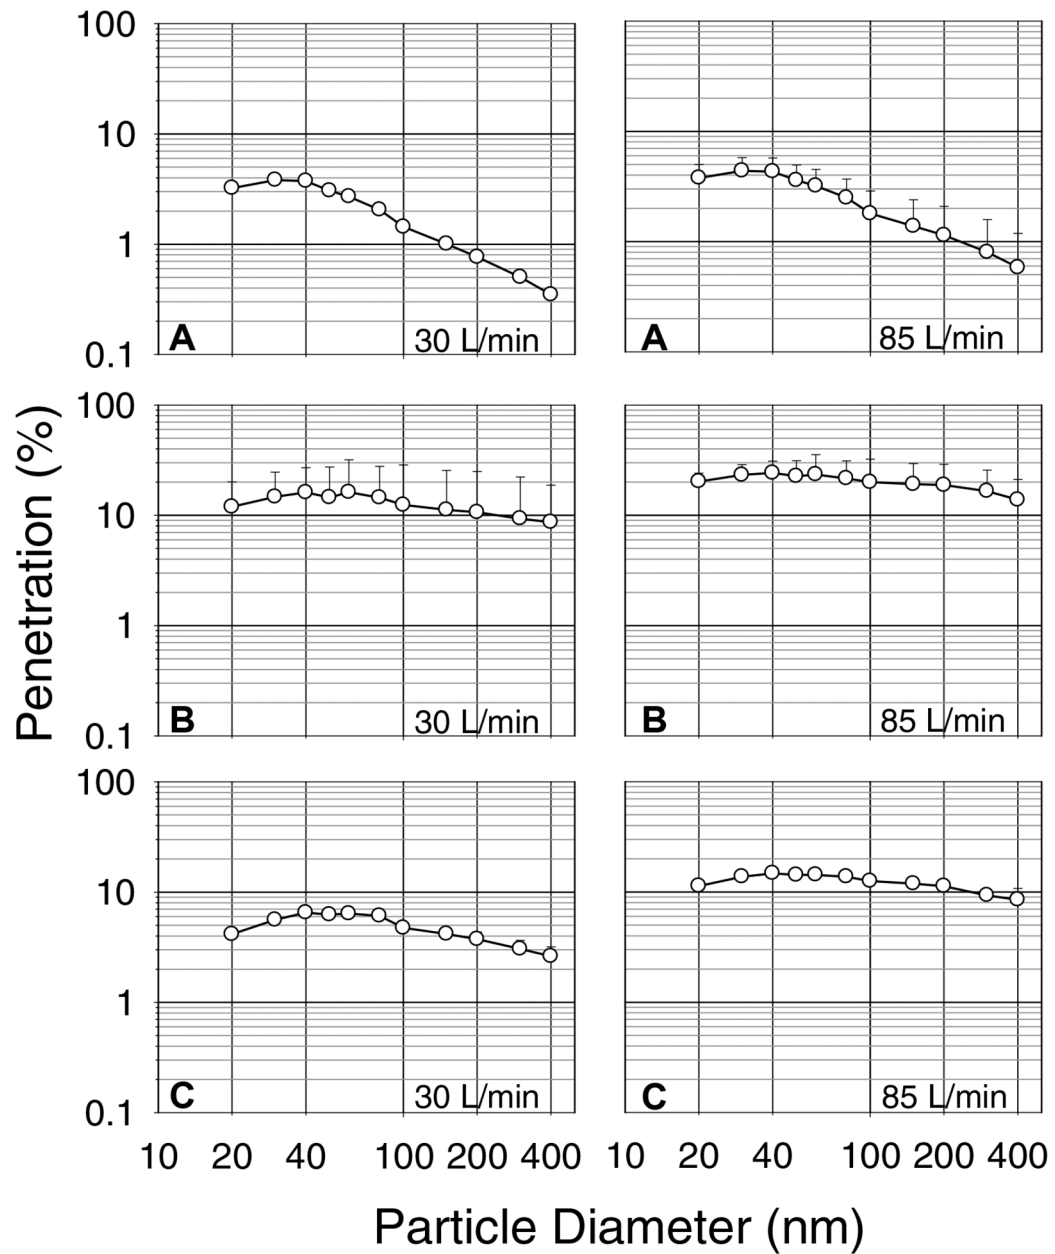 100
10
1
0.1
A 30 L/min
A 85 L/min
Penetration (%)
100
10
1
0.1
B 30 L/min
B 85 L/min
100
10
1
0.1
C 30 L/min
C 85 L/min
10 20 40 100 200 400
10 20 40 100 200 400
Particle Diameter (nm)